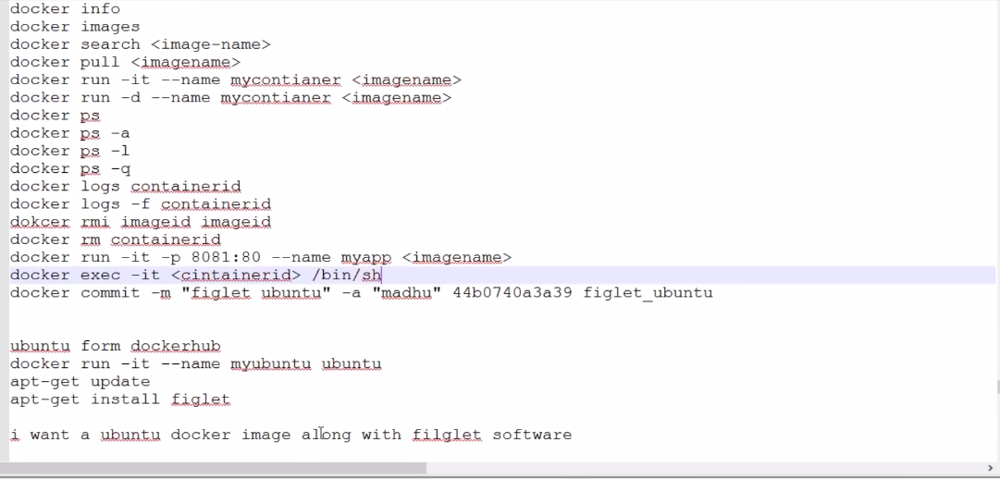 docker info
docker images
docker search <image-name>
docker pull <imagename>
docker run -it --name mycontianer <imagename>
docker run -d --name mycontianer <imagename>
docker ps
docker ps -a
docker ps -l
docker ps -q
docker logs containerid
docker logs -f containerid
dokcer rmi imageid imageid
docker rm containerid
docker run -it -p 8081:80 --name myapp <imagename>
docker exec -it <cintainerid> /bin/sh
docker commit -m "figlet ubuntu" -a "madhu" 44b0740a3a39 figlet_ubuntu
ubuntu form dockerhub
docker run -it --name myubuntu ubuntu
apt-get update
apt-get install figlet
i want a ubuntu docker image along with filglet software